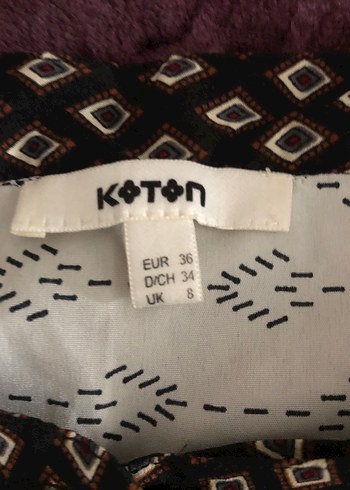 KOTON
EUR 36
D/CH 34
UK 8